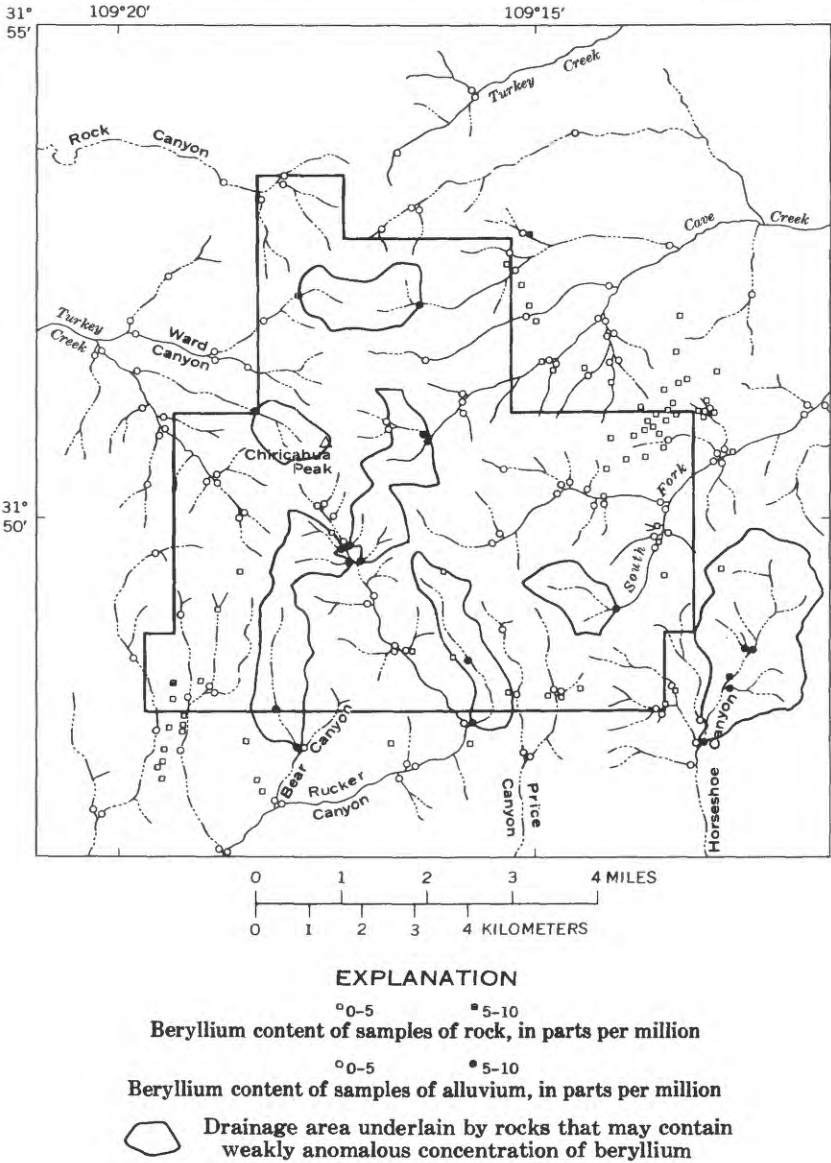 31°
55′
109°20′
109°15′
Turkey Creek
Rock Canyon
Cave Creek
Turkey Creek
Ward Canyon
Chiricahua Peak
31°
50′
South Fork
Bear Canyon
Rucker Canyon
Price Canyon
Horseshoe Canyon
0 1 2 3 4 MILES
0 1 2 3 4 KILOMETERS
EXPLANATION
0-5 5-10
Beryllium content of samples of rock, in parts per million
0-5 5-10
Beryllium content of samples of alluvium, in parts per million
Drainage area underlain by rocks that may contain
weakly anomalous concentration of beryllium